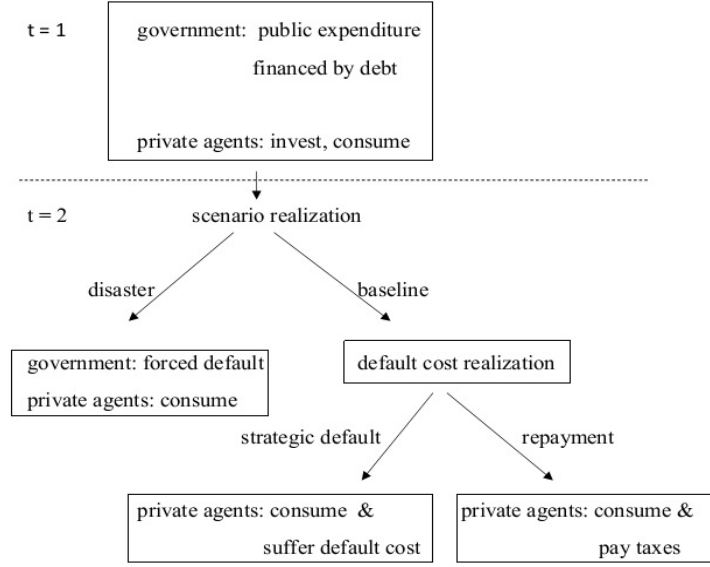 t = 1
government: public expenditure
financed by debt
private agents: invest, consume
t = 2
scenario realization
disaster
baseline
government: forced default
private agents: consume
default cost realization
strategic default
repayment
private agents: consume &
suffer default cost
private agents: consume &
pay taxes